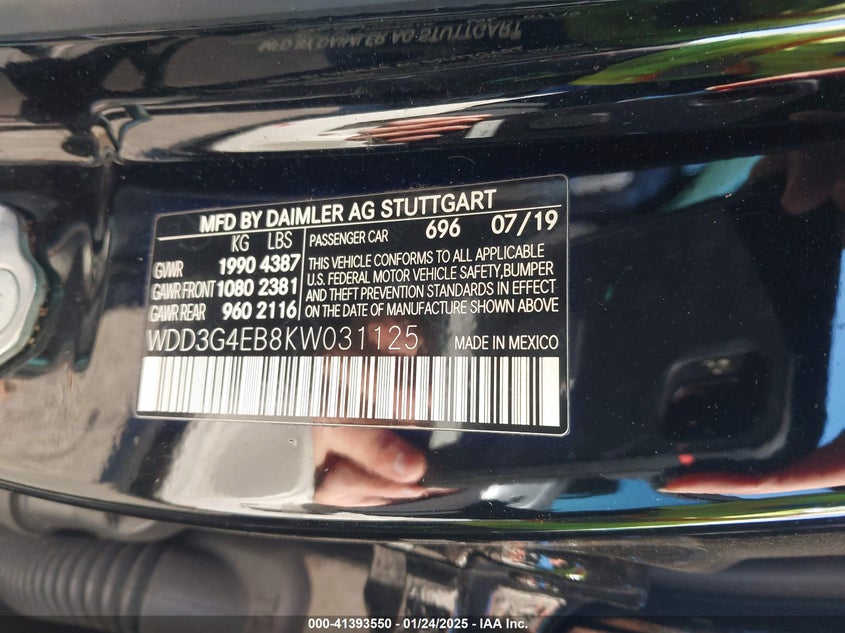 MFD BY DAIMLER AG STUTTGART
KG LBS
GVWR 1990 4387
GAWR FRONT 1080 2381
GAWR REAR 960 2116
PASSENGER CAR 696 07/19
THIS VEHICLE CONFORMS TO ALL APPLICABLE
U.S. FEDERAL MOTOR VEHICLE SAFETY, BUMPER
AND THEFT PREVENTION STANDARDS IN EFFECT
ON THE DATE OF MANUFACTURE SHOWN ABOVE
WDD3G4EB8KW031125 MADE IN MEXICO
000-41393550 - 01/24/2025 - IAA Inc.